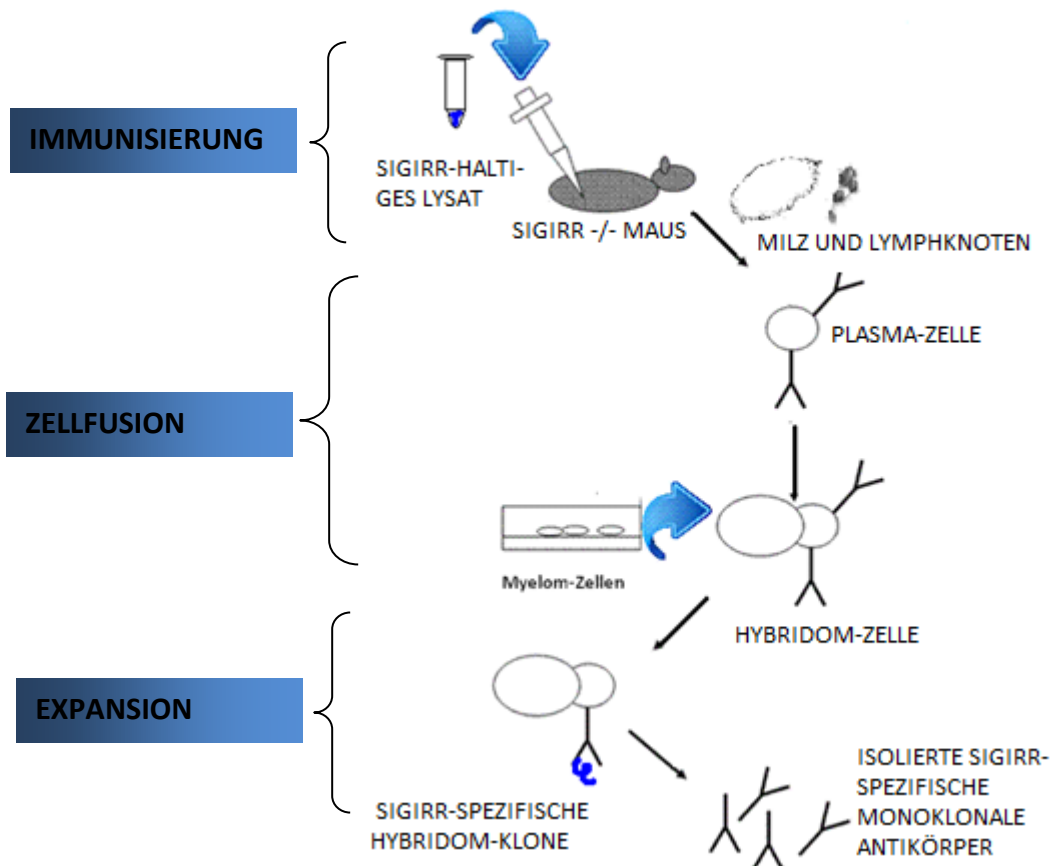 IMMUNISIERUNG
SIGIRR-HALTI-
GES LYSAT
SIGIRR -/- MAUS
MILZ UND LYMPHKNOTEN
ZELLFUSION
PLASMA-ZELLE
Myelom-Zellen
HYBRIDOM-ZELLE
EXPANSION
SIGIRR-SPEZIFISCHE
HYBRIDOM-KLONE
ISOLIERTE SIGIRR-
SPEZIFISCHE
MONOKLONALE
ANTIKÖRPER